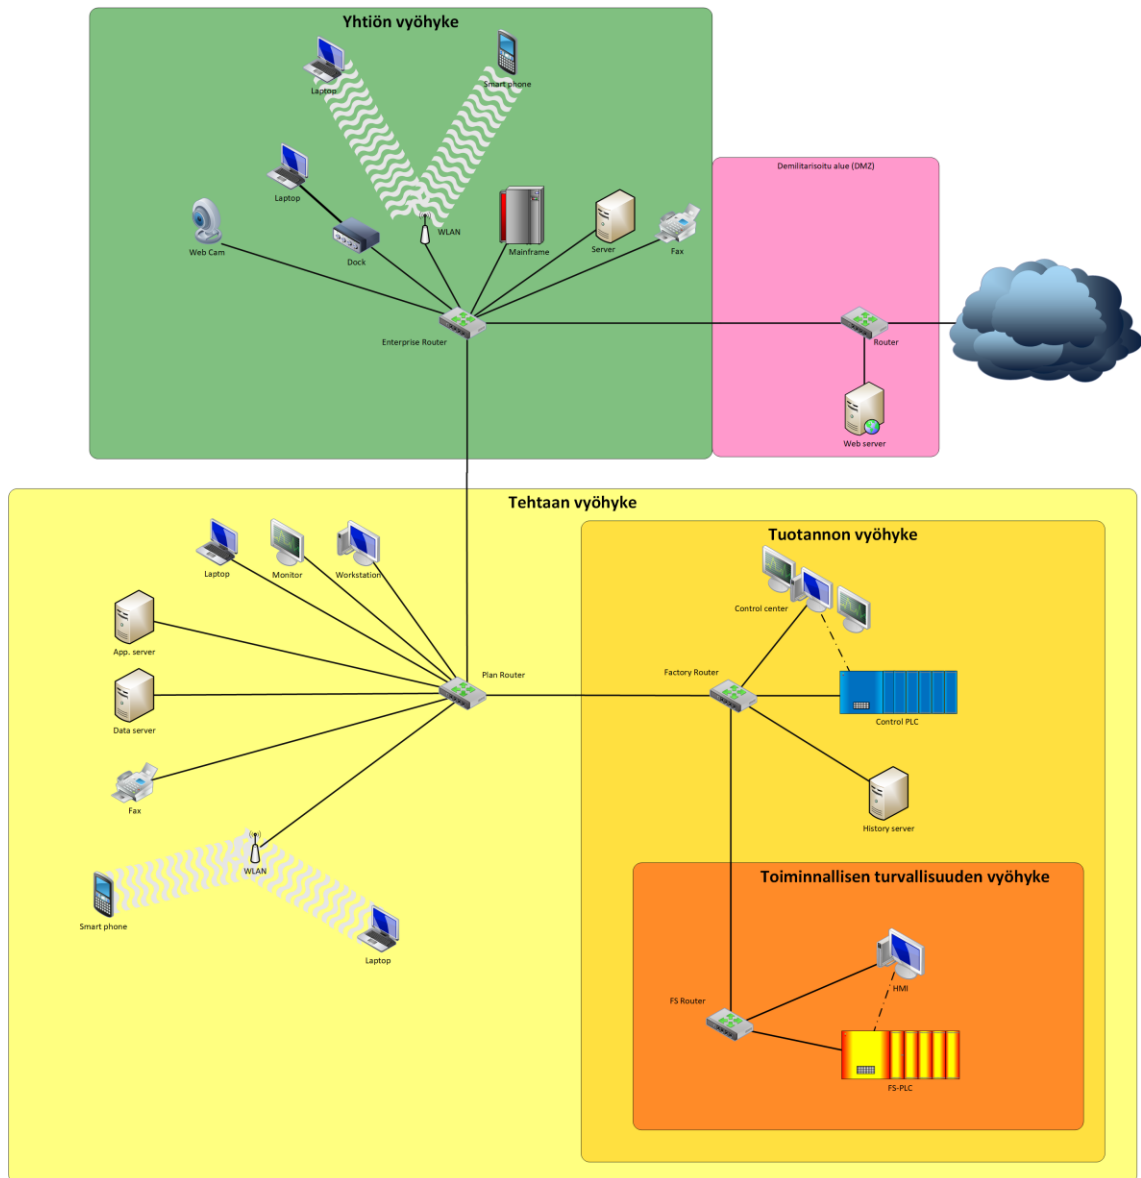 Yhtiön vyöhyke
Laptop
Smart phone
Demilitarisoitu alue (DMZ)
Laptop
WLAN
Web Cam
Dock
Mainframe
Server
Fax
Enterprise Router
Router
Web server
Tehtaan vyöhyke
Tuotannon vyöhyke
Laptop
Monitor
Workstation
Control center
App. server
Plan Router
Factory Router
Data server
Control PLC
Fax
History server
WLAN
Toiminnallisen turvallisuuden vyöhyke
Smart phone
Laptop
HMI
FS Router
FS-PLC